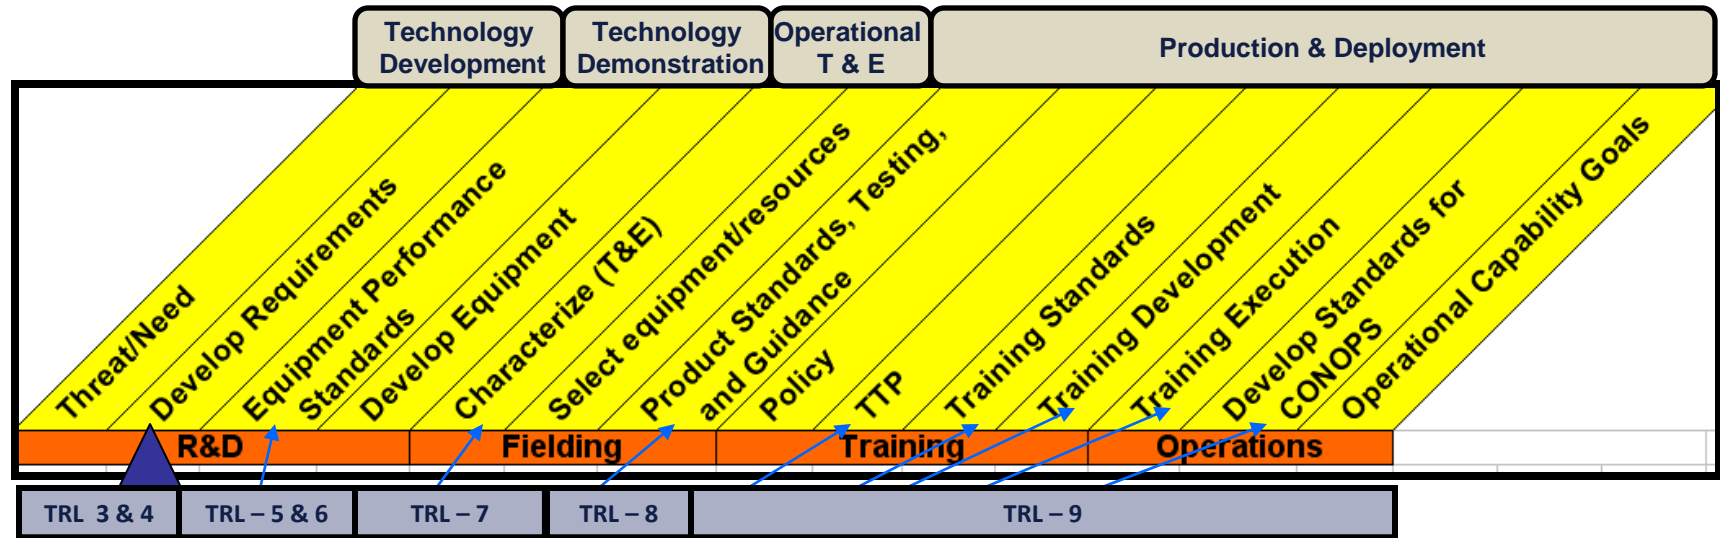 Technology
Development
Technology
Demonstration
Operational
T & E
Production & Deployment
Threat/Need
Develop Requirements
Equipment Performance
Standards
Develop Equipment
Characterize (T&E)
Select equipment/resources
Product Standards, Testing,
and Guidance
Policy
TTP
Training Standards
Training Development
Training Execution
Develop Standards for
CONOPS
Operational Capability Goals
R&D
Fielding
Training
Operations
TRL 3 & 4
TRL – 5 & 6
TRL – 7
TRL – 8
TRL – 9